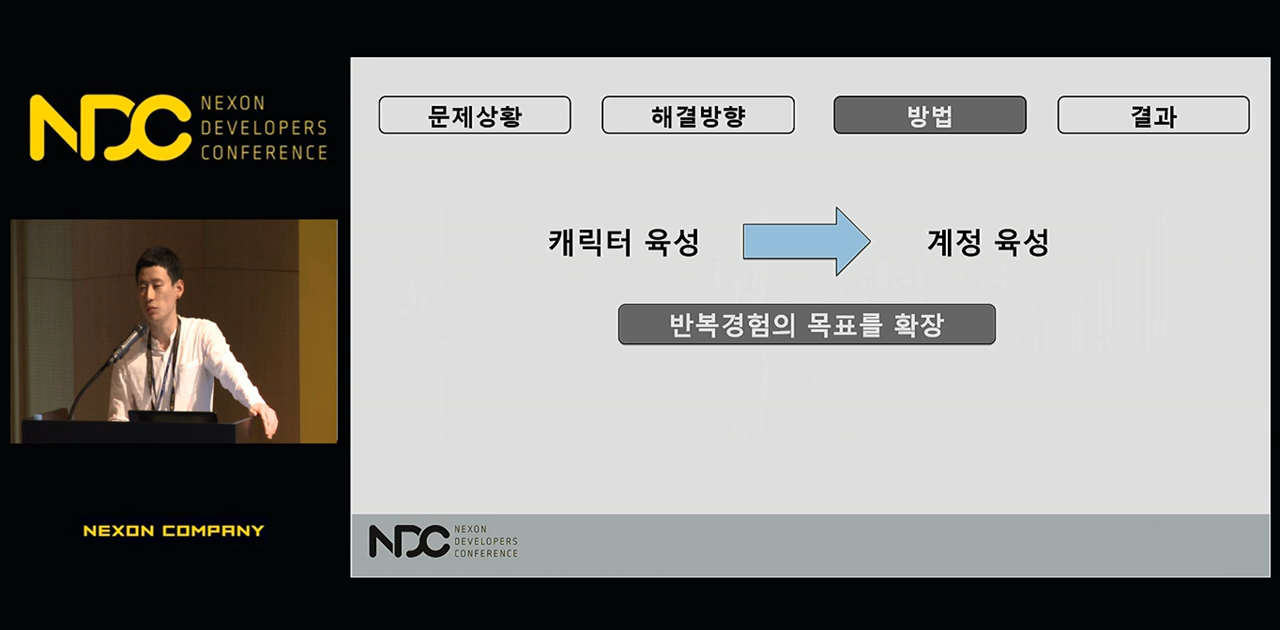 NDC
NEXON
DEVELOPERS
CONFERENCE
NEXON COMPANY
문제상황
해결방향
방법
결과
캐릭터 육성
계정 육성
반복경험의 목표를 확장
NDC
NEXON
DEVELOPERS
CONFERENCE